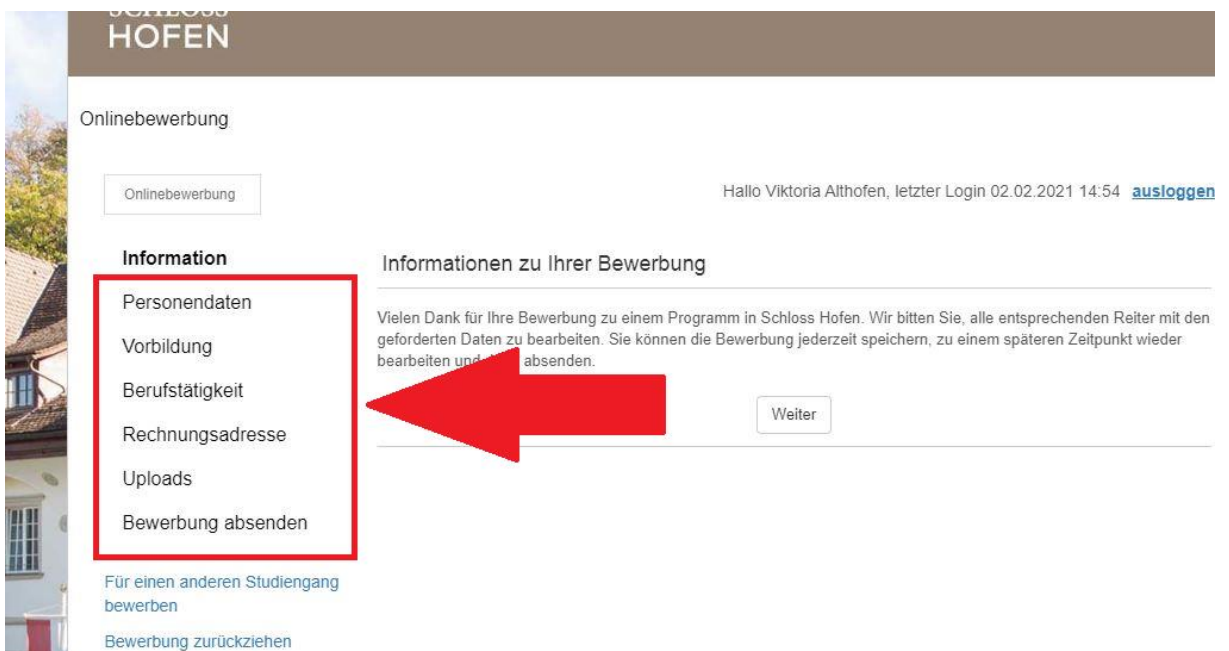 SCHLOSS
HOFEN
Onlinebewerbung
Onlinebewerbung
Hallo Viktoria Althofen, letzter Login 02.02.2021 14:54 ausloggen
Information
Personendaten
Vorbildung
Berufstätigkeit
Rechnungsadresse
Uploads
Bewerbung absenden
Für einen anderen Studiengang
bewerben
Bewerbung zurückziehen
Informationen zu Ihrer Bewerbung
Vielen Dank für Ihre Bewerbung zu einem Programm in Schloss Hofen. Wir bitten Sie, alle entsprechenden Reiter mit den
geforderten Daten zu bearbeiten. Sie können die Bewerbung jederzeit speichern, zu einem späteren Zeitpunkt wieder
bearbeiten und absenden.
Weiter